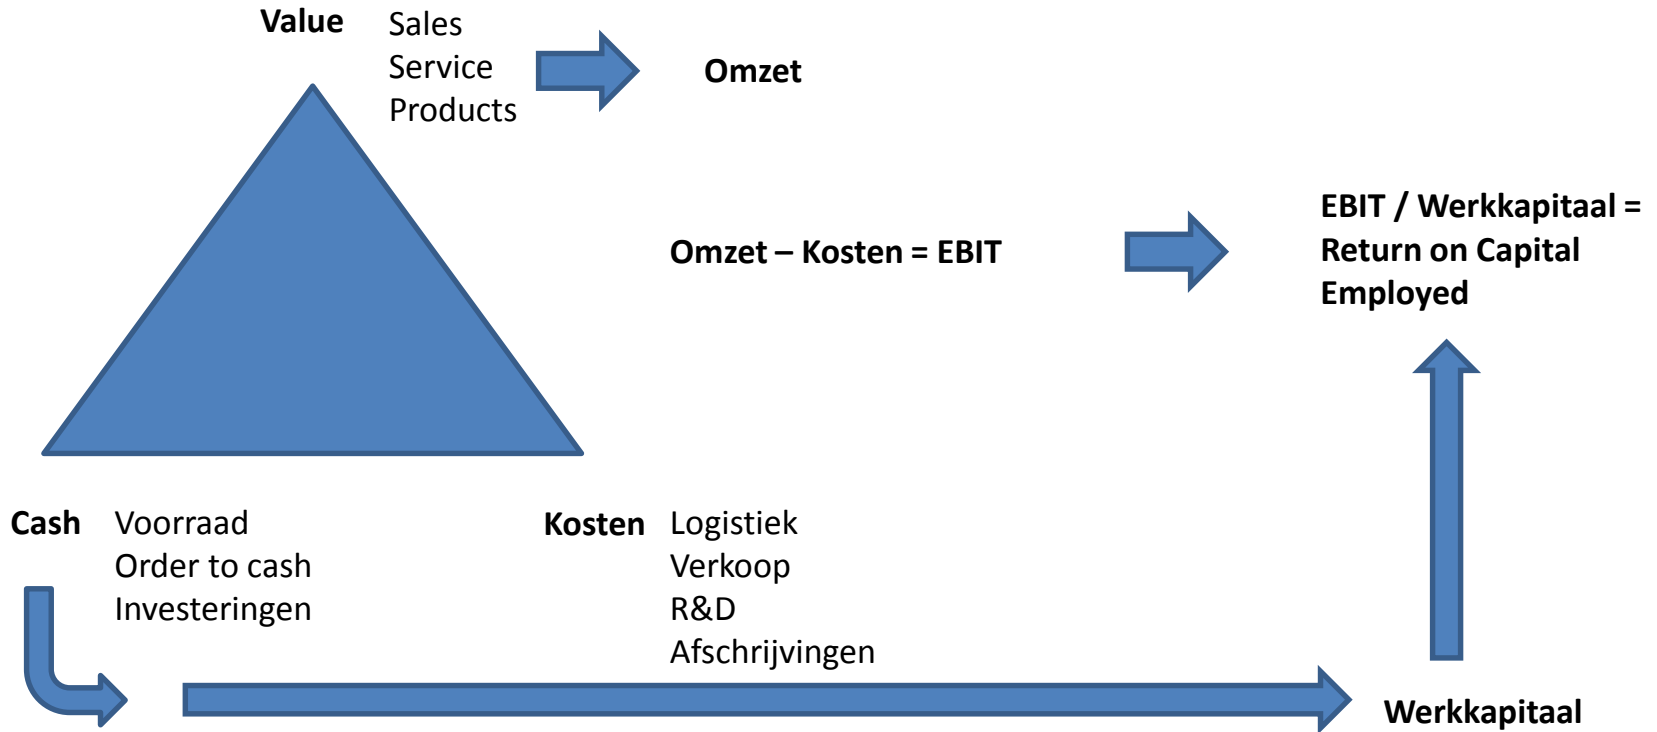 Value
Sales
Service
Products
Omzet
Omzet – Kosten = EBIT
EBIT / Werkkapitaal =
Return on Capital
Employed
Cash
Voorraad
Order to cash
Investeringen
Kosten
Logistiek
Verkoop
R&D
Afschrijvingen
Werkkapitaal